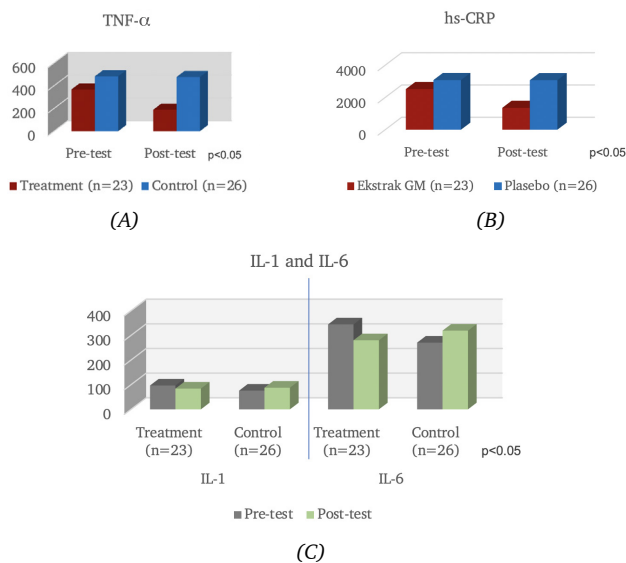 TNF-α
600
400
200
0
Pre-test Post-test p<0.05
Treatment (n=23) Control (n=26)
(A)
hs-CRP
4000
2000
0
Pre-test Post-test p<0.05
Ekstrak GM (n=23) Plasebo (n=26)
(B)
IL-1 and IL-6
400
300
200
100
0
Treatment Control Treatment Control
(n=23) (n=26) (n=23) (n=26) p<0.05
IL-1 IL-6
Pre-test Post-test
(C)